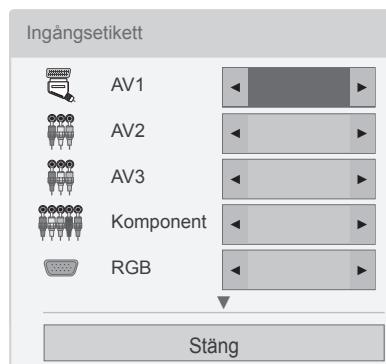 Ingångsetikett
AV1
AV2
AV3
Komponent
RGB
Stäng